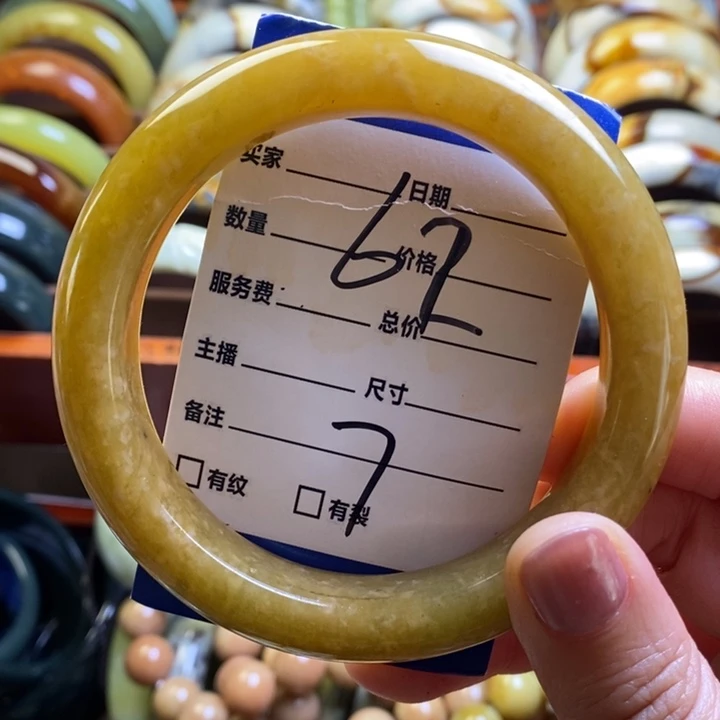 买家 日期
62
数量 价格
服务费 总价
主播 尺寸
备注
7
有纹 有裂